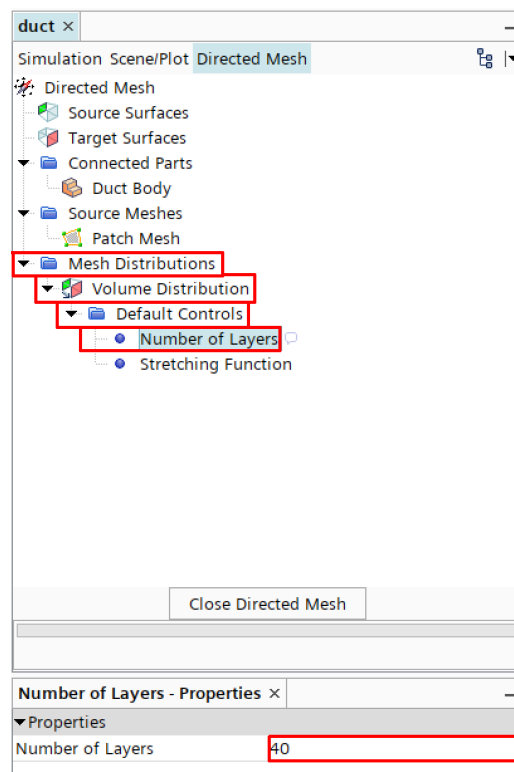 duct ×
Simulation Scene/Plot Directed Mesh
Directed Mesh
Source Surfaces
Target Surfaces
Connected Parts
Duct Body
Source Meshes
Patch Mesh
Mesh Distributions
Volume Distribution
Default Controls
Number of Layers
Stretching Function
Close Directed Mesh
Number of Layers - Properties ×
Properties
Number of Layers 40